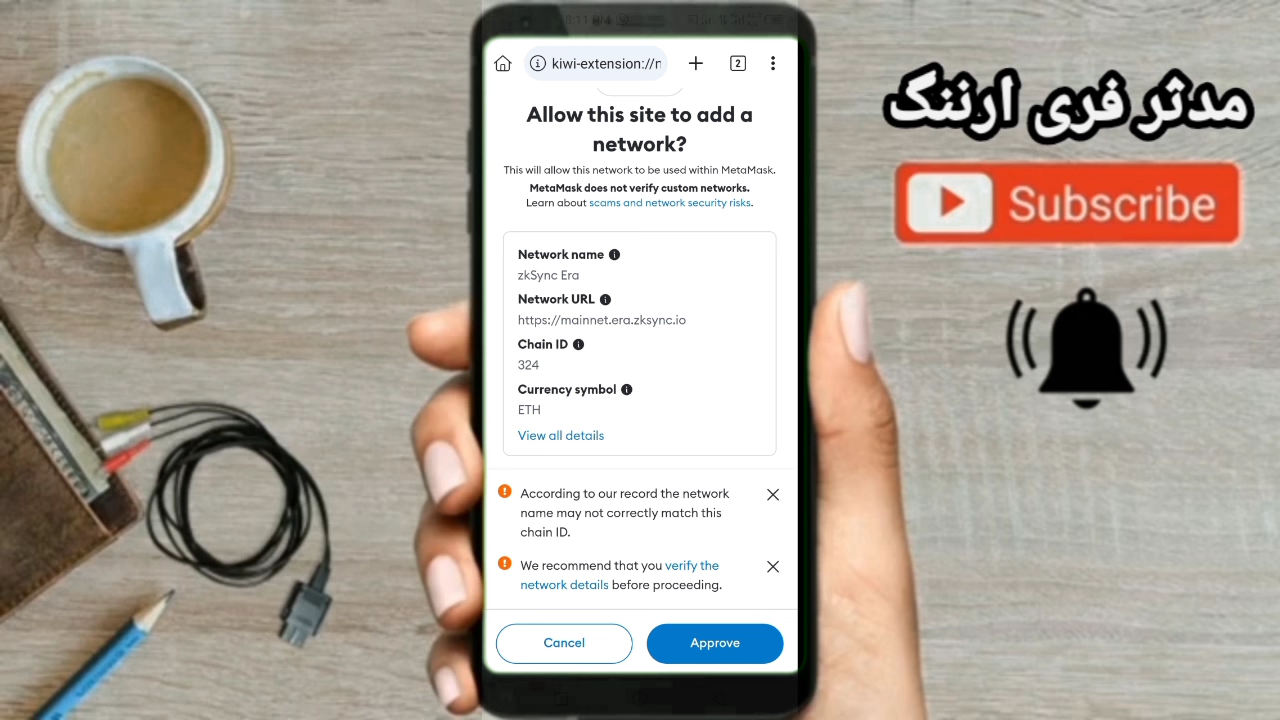 8:11 PM
2
kiwi-extension://n
Allow this site to add a
network?
This will allow this network to be used within MetaMask.
MetaMask does not verify custom networks.
Learn about scams and network security risks.
Network name
zkSync Era
Network URL
https://mainnet.era.zksync.io
Chain ID
324
Currency symbol
ETH
View all details
According to our record the network
name may not correctly match this
chain ID.
We recommend that you verify the
network details before proceeding.
Cancel
Approve
مدثر فری ارننگ
Subscribe